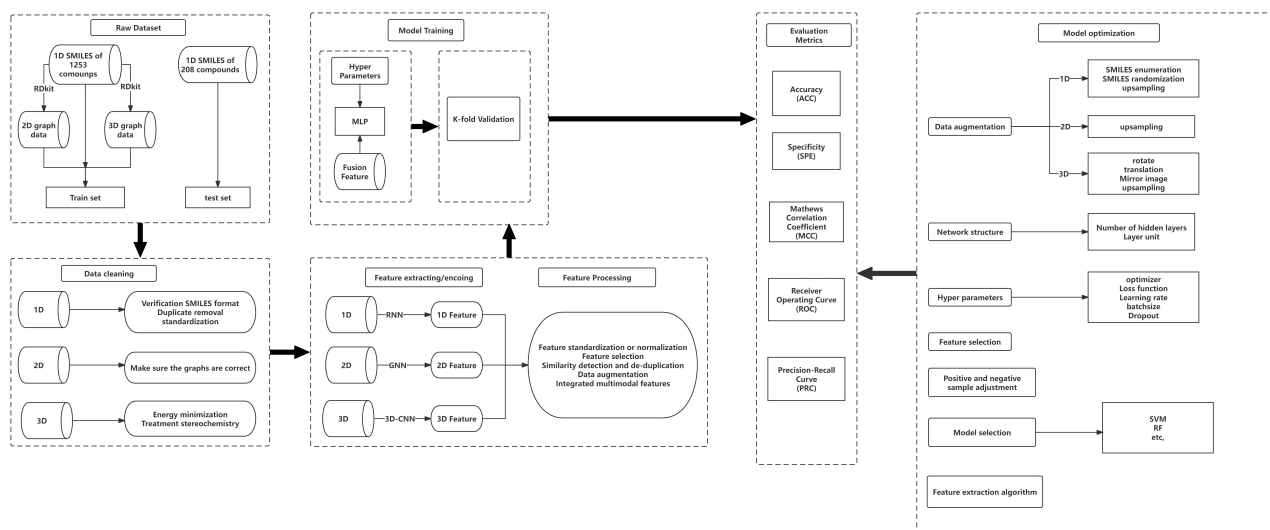 Raw Dataset
1D SMILES of
1253
comounps
1D SMILES of
208 compounds
RDkit
RDkit
2D graph
data
3D graph
data
Train set
test set
Data cleaning
1D
Verification SMILES format
Duplicate removal
standardization
2D
Make sure the graphs are correct
3D
Energy minimization
Treatment stereochemistry
Model Training
Hyper
Parameters
MLP
Fusion
Feature
K-fold Validation
Feature extracting/encoing
Feature Processing
1D
RNN
1D Feature
2D
GNN
2D Feature
3D
3D-CNN
3D Feature
Feature standardization or normalization
Feature selection
Similarity detection and de-duplication
Data augmentation
Integrated multimodal features
Evaluation
Metrics
Accuracy
(ACC)
Specificity
(SPE)
Mathews
Correlation
Coefficient
(MCC)
Receiver
Operating Curve
(ROC)
Precision-Recall
Curve
(PRC)
Model optimization
Data augmentation
1D
SMILES enumeration
SMILES randomization
upsampling
2D
upsampling
3D
rotate
translation
Mirror image
upsampling
Network structure
Number of hidden layers
Layer unit
Hyper parameters
optimizer
Loss function
Learning rate
batchsize
Dropout
Feature selection
Positive and negative
sample adjustment
Model selection
SVM
RF
etc,
Feature extraction algorithm